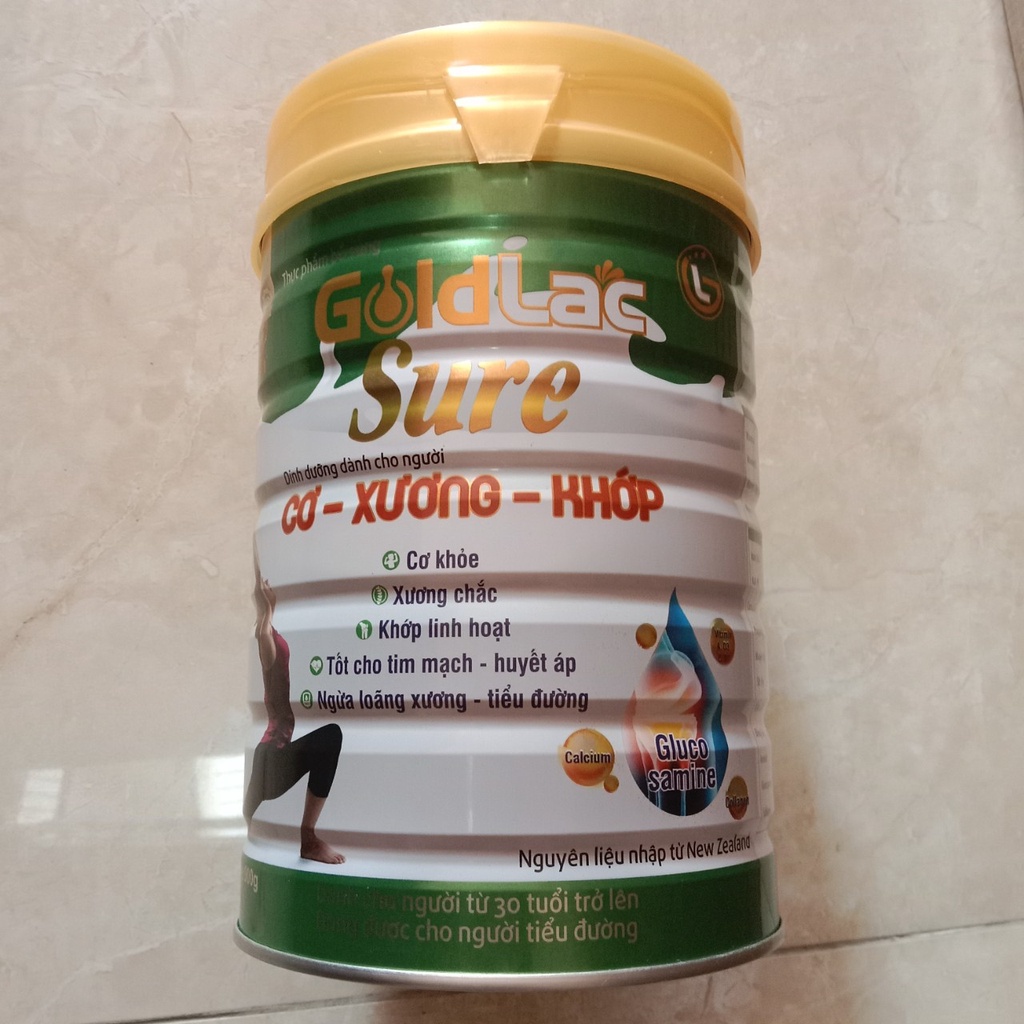 Thực phẩm
GoldLac
L
Sure
Dinh dưỡng dành cho người
CƠ - XƯƠNG - KHỚP
Cơ khỏe
Xương chắc
Khớp linh hoạt
Tốt cho tim mạch - huyết áp
Ngừa loãng xương - tiểu đường
Calcium
Gluco
samine
Collagen
Nguyên liệu nhập từ New Zealand
người từ 30 tuổi trở lên
được cho người tiểu đường